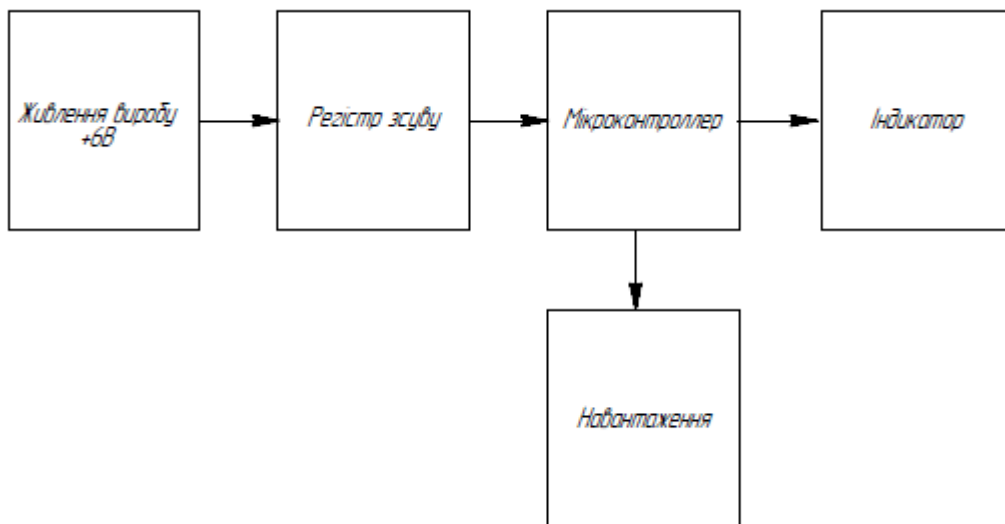 Живлення виробу
+6В
Регістр зсуву
Мікроконтроллер
Індикатор
Навантаження